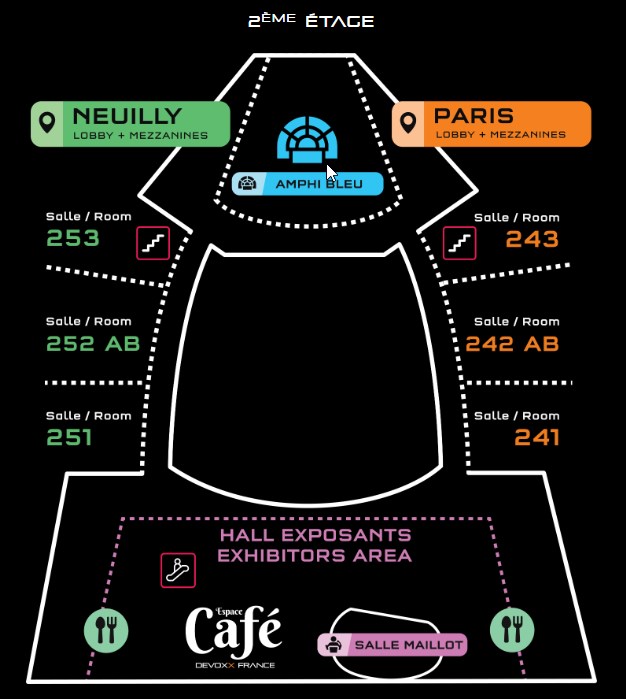 2ÈME ÉTAGE
NEUILLY
LOBBY + MEZZANINES
PARIS
LOBBY + MEZZANINES
AMPHI BLEU
Salle / Room
253
Salle / Room
243
Salle / Room
252 AB
Salle / Room
242 AB
Salle / Room
251
Salle / Room
241
HALL EXPOSANTS
EXHIBITORS AREA
Espace
Café
DEVOXX FRANCE
SALLE MAILLOT